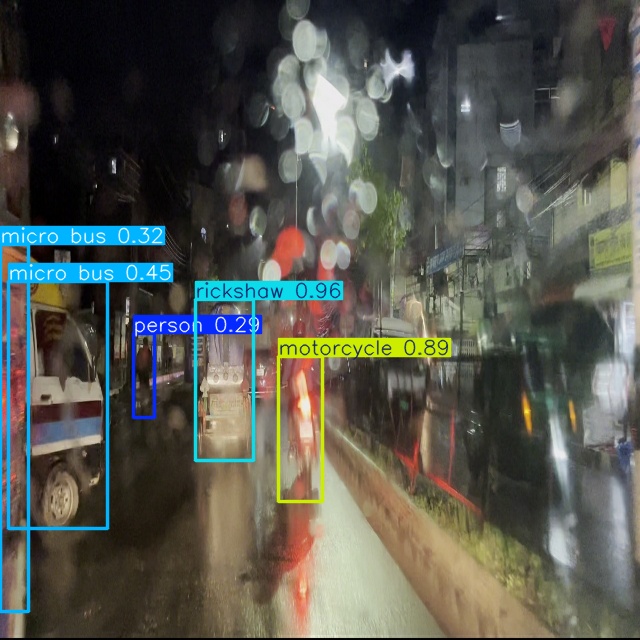 micro bus 0.32
micro bus 0.45
rickshaw 0.96
person 0.29
motorcycle 0.89